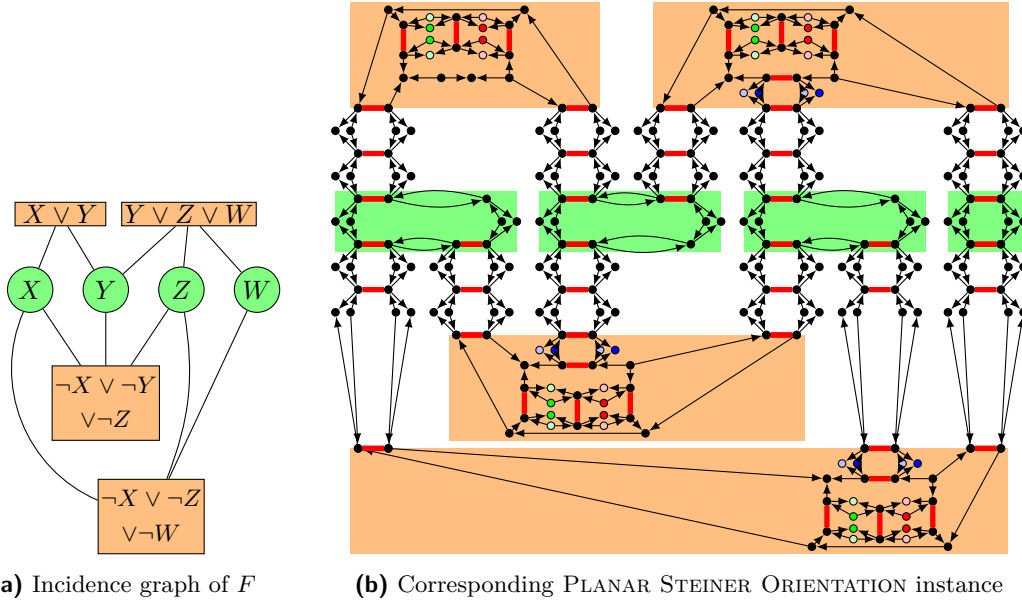 X ∨ Y
Y ∨ Z ∨ W
X
Y
Z
W
¬X ∨ ¬Y
∨¬Z
¬X ∨ ¬Z
∨¬W
a) Incidence graph of F
(b) Corresponding PLANAR STEINER ORIENTATION instance